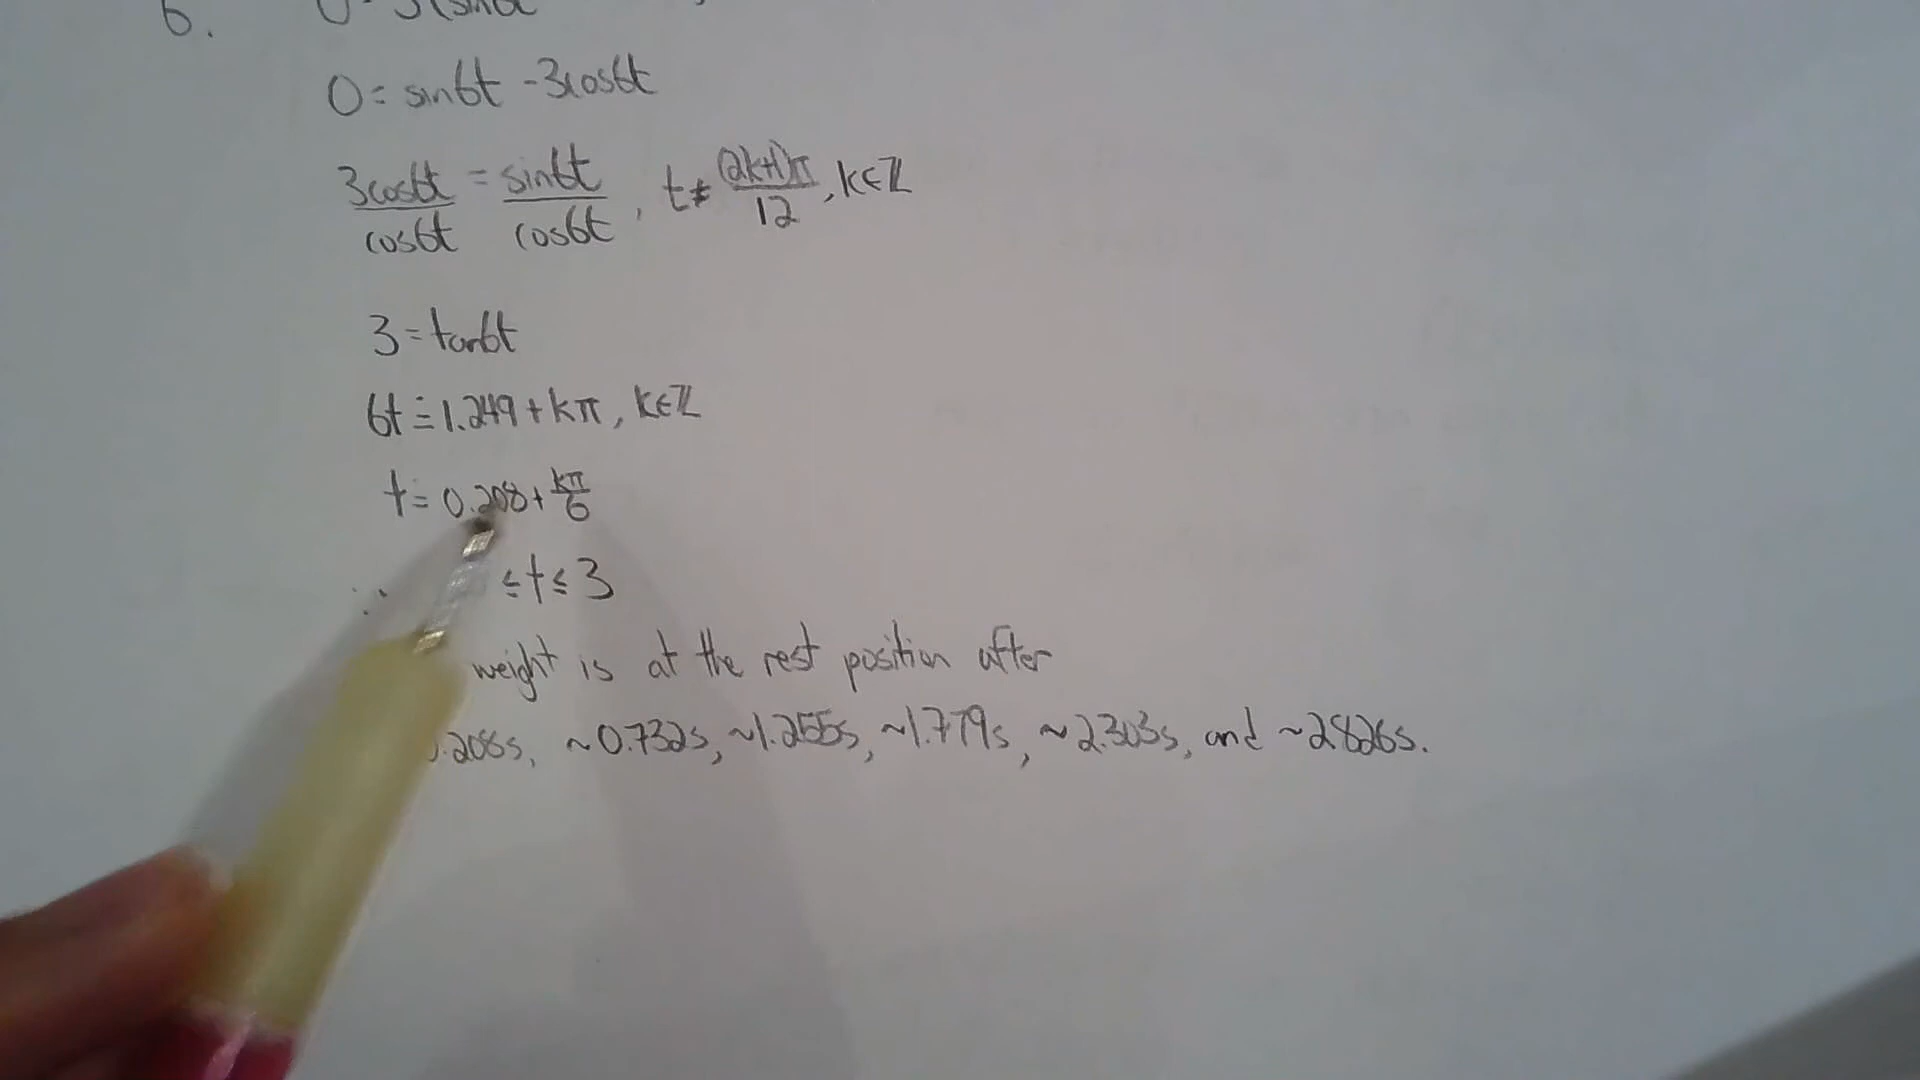 6.
0 = sin6t - 3cos6t
3cos6t/cos6t = sin6t/cos6t, t ≠ (2k+1)π/12, k∈ℤ
3 = tan6t
6t ≐ 1.249 + kπ, k∈ℤ
t ≐ 0.208 + kπ/6
≤ t ≤ 3
weight is at the rest position after
.208s, ~0.732s, ~1.255s, ~1.779s, ~2.303s, and ~2.826s.